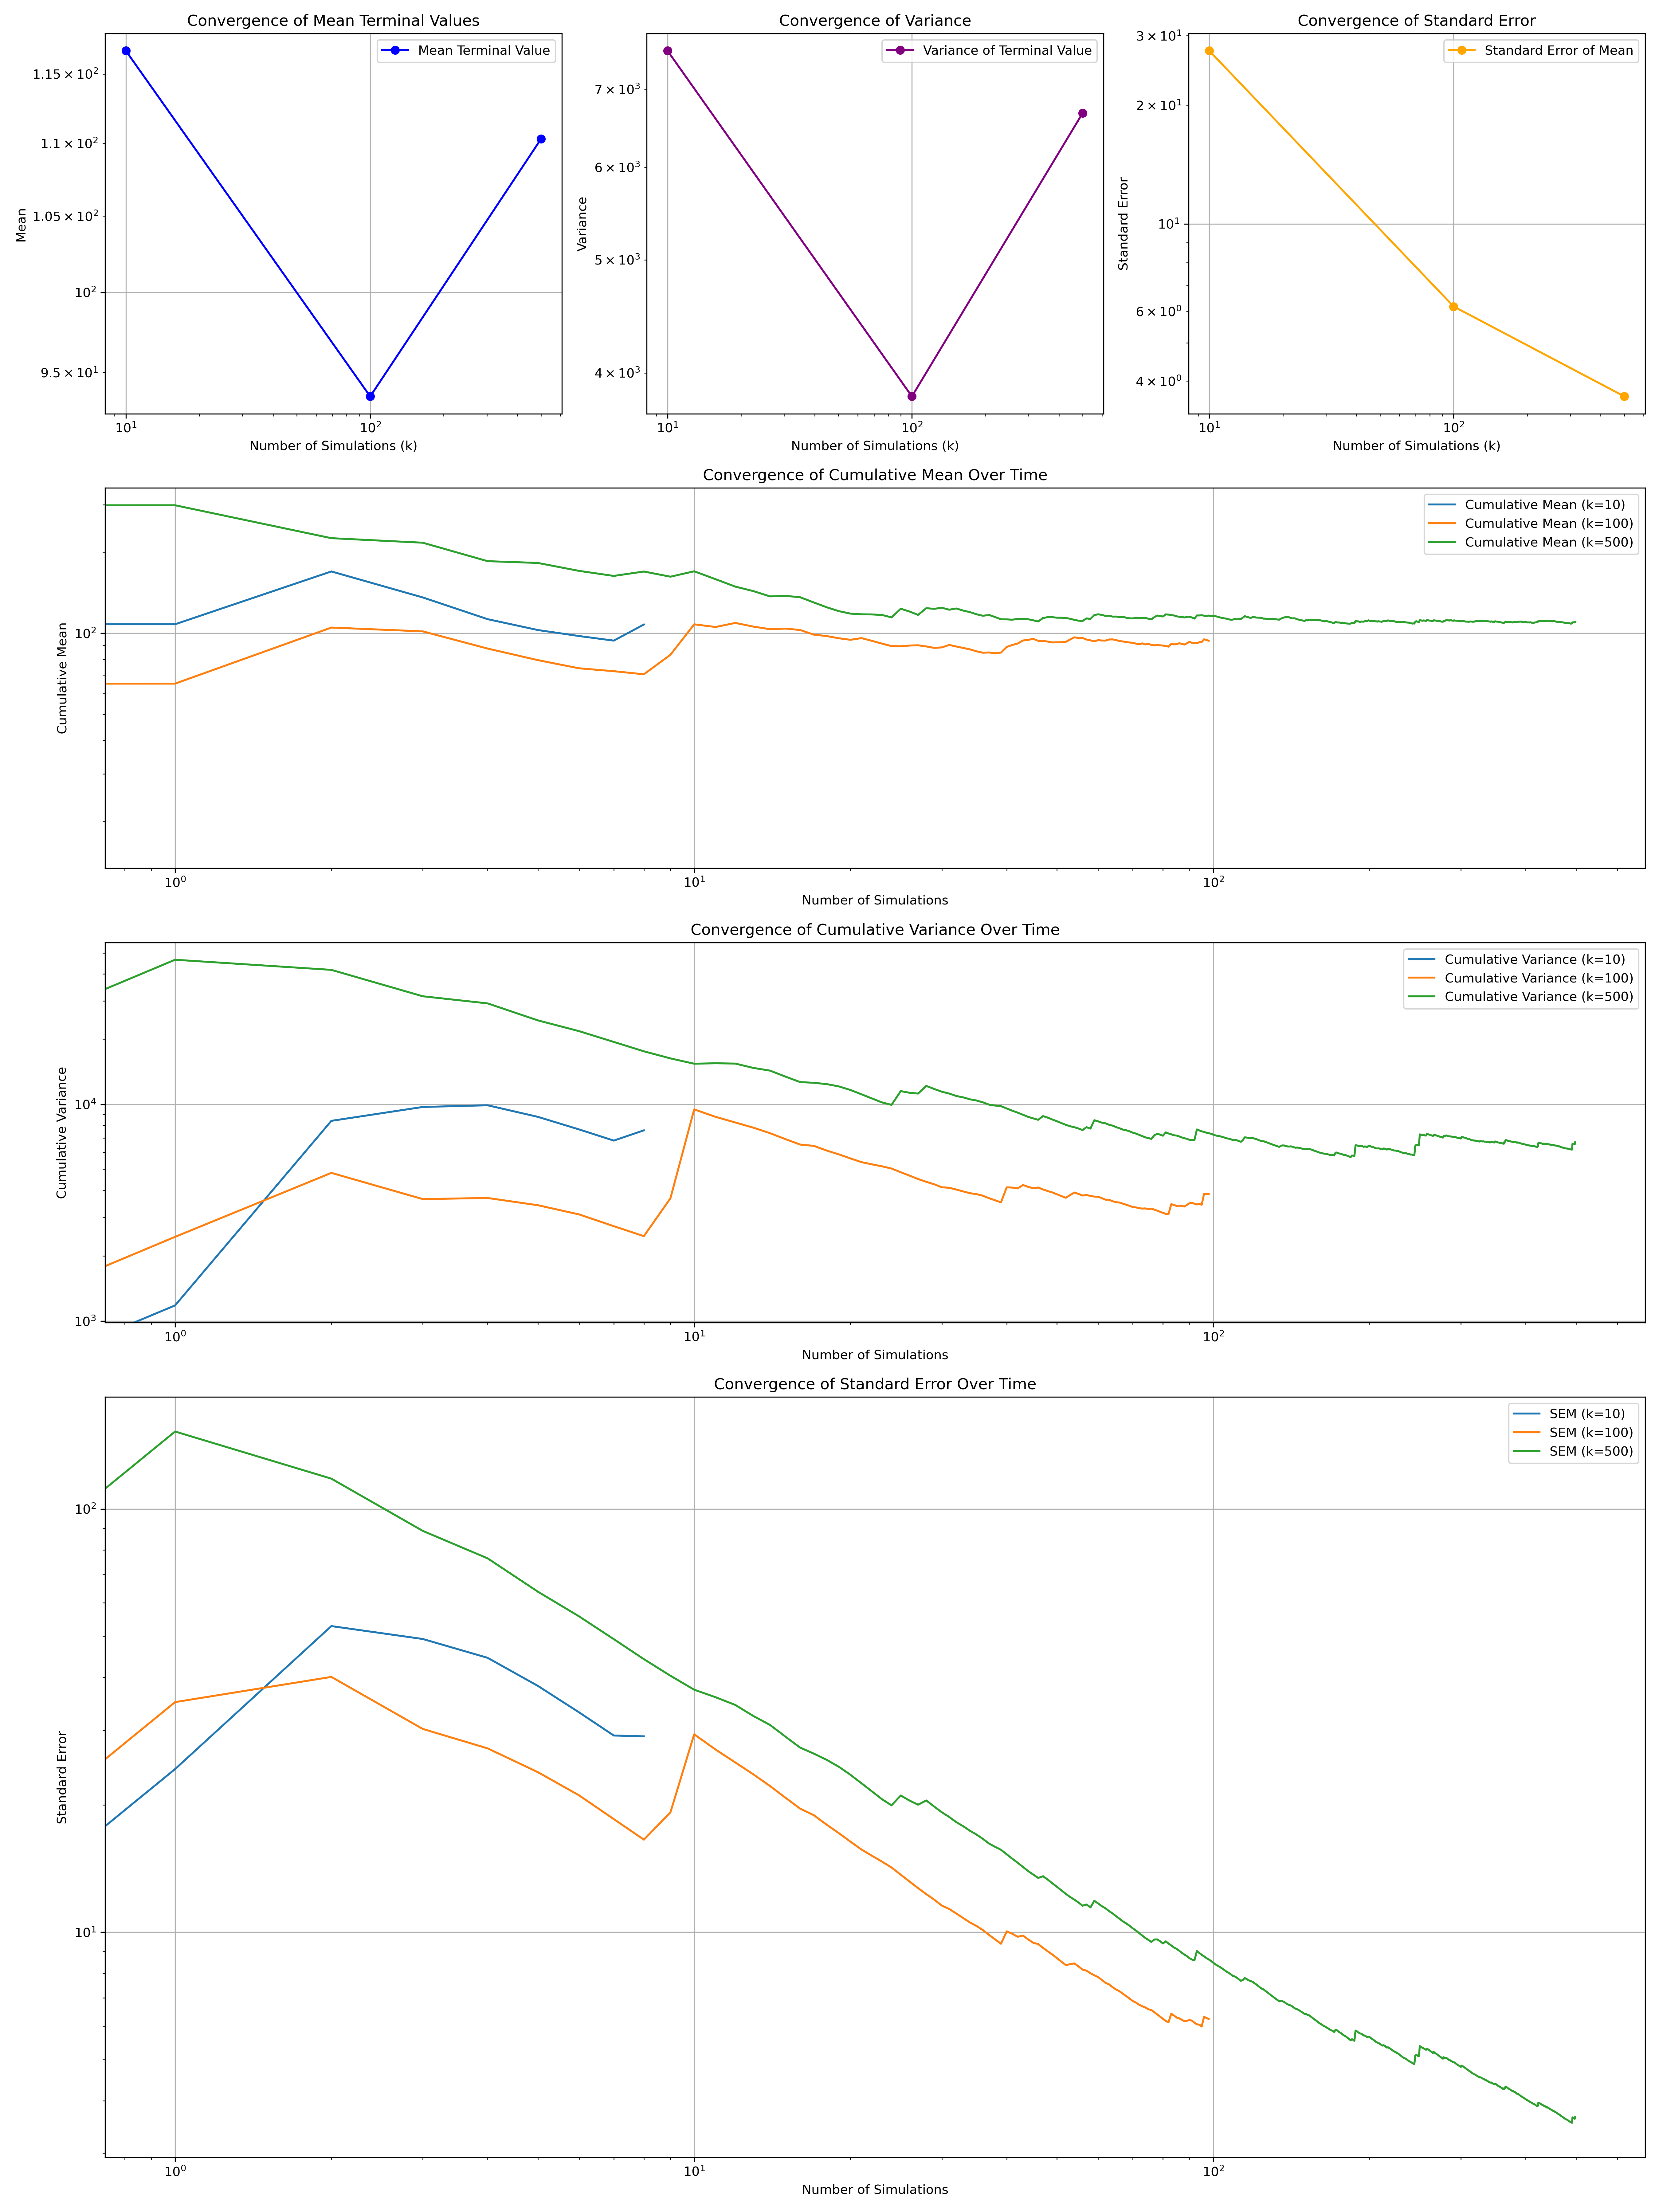 Convergence of Mean Terminal Values
Mean Terminal Value
1.15 × 10²
1.1 × 10²
1.05 × 10²
10²
9.5 × 10¹
Mean
10¹ 10²
Number of Simulations (k)
Convergence of Variance
Variance of Terminal Value
7 × 10³
6 × 10³
5 × 10³
4 × 10³
Variance
10¹ 10²
Number of Simulations (k)
Convergence of Standard Error
Standard Error of Mean
3 × 10¹
2 × 10¹
10¹
6 × 10⁰
4 × 10⁰
Standard Error
10¹ 10²
Number of Simulations (k)
Convergence of Cumulative Mean Over Time
Cumulative Mean (k=10)
Cumulative Mean (k=100)
Cumulative Mean (k=500)
10²
Cumulative Mean
10⁰ 10¹ 10²
Number of Simulations
Convergence of Cumulative Variance Over Time
Cumulative Variance (k=10)
Cumulative Variance (k=100)
Cumulative Variance (k=500)
10⁴
10³
Cumulative Variance
10⁰ 10¹ 10²
Number of Simulations
Convergence of Standard Error Over Time
SEM (k=10)
SEM (k=100)
SEM (k=500)
10²
10¹
Standard Error
10⁰ 10¹ 10²
Number of Simulations